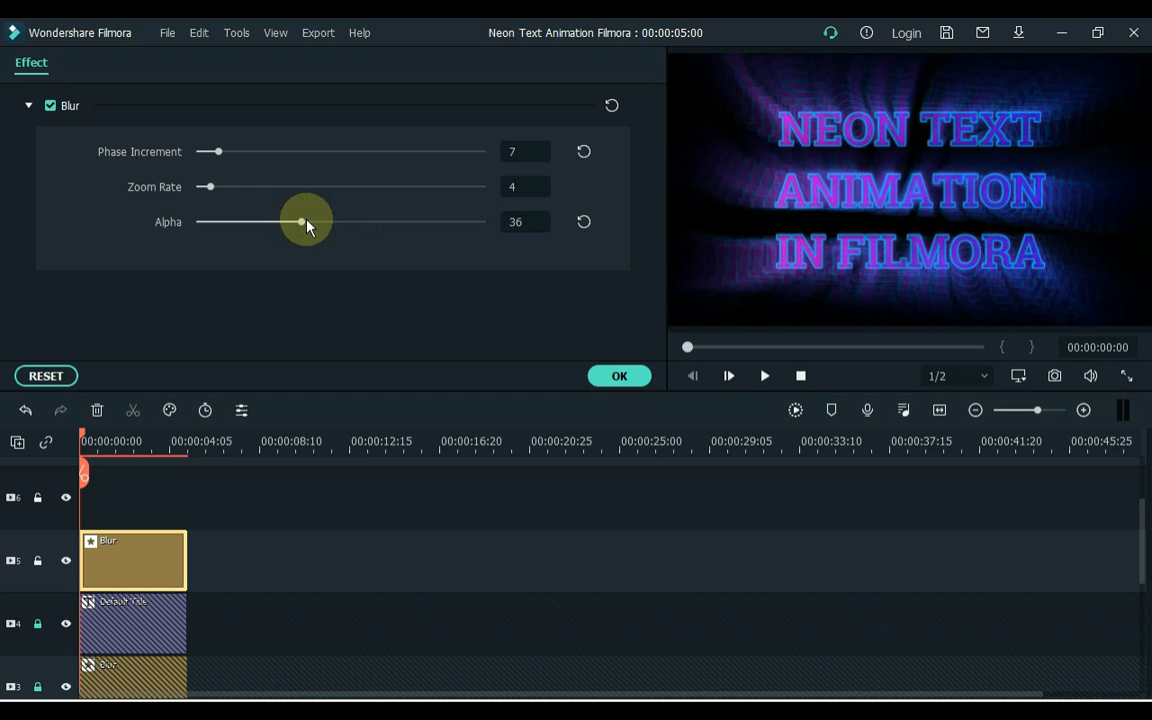 Wondershare Filmora File Edit Tools View Export Help Neon Text Animation Filmora : 00:00:05:00 Login
Effect
Blur
Phase Increment 7
Zoom Rate 4
Alpha 36
NEON TEXT
ANIMATION
IN FILMORA
{ } 00:00:00:00
RESET OK 1/2
00:00:00:00 00:00:04:05 00:00:08:10 00:00:12:15 00:00:16:20 00:00:20:25 00:00:25:00 00:00:29:05 00:00:33:10 00:00:37:15 00:00:41:20 00:00:45:25
6
5 Blur
4 Default Title
3 Blur